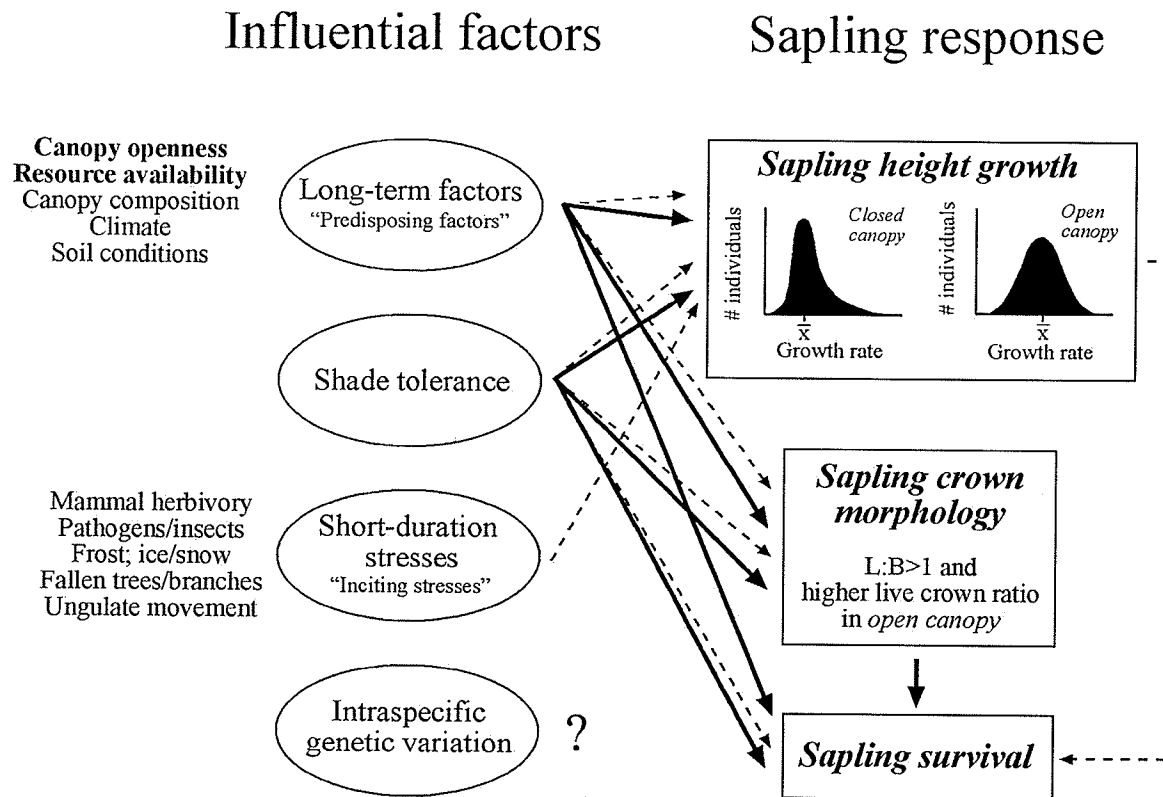 Influential factors
Sapling response
Canopy openness
Resource availability
Canopy composition
Climate
Soil conditions
Long-term factors
“Predisposing factors”
Shade tolerance
Mammal herbivory
Pathogens/insects
Frost; ice/snow
Fallen trees/branches
Ungulate movement
Short-duration
stresses
“Inciting stresses”
Intraspecific
genetic variation
?
Sapling height growth
# individuals
Closed
canopy
x̅
Growth rate
# individuals
Open
canopy
x̅
Growth rate
Sapling crown
morphology
L:B>1 and
higher live crown ratio
in open canopy
Sapling survival